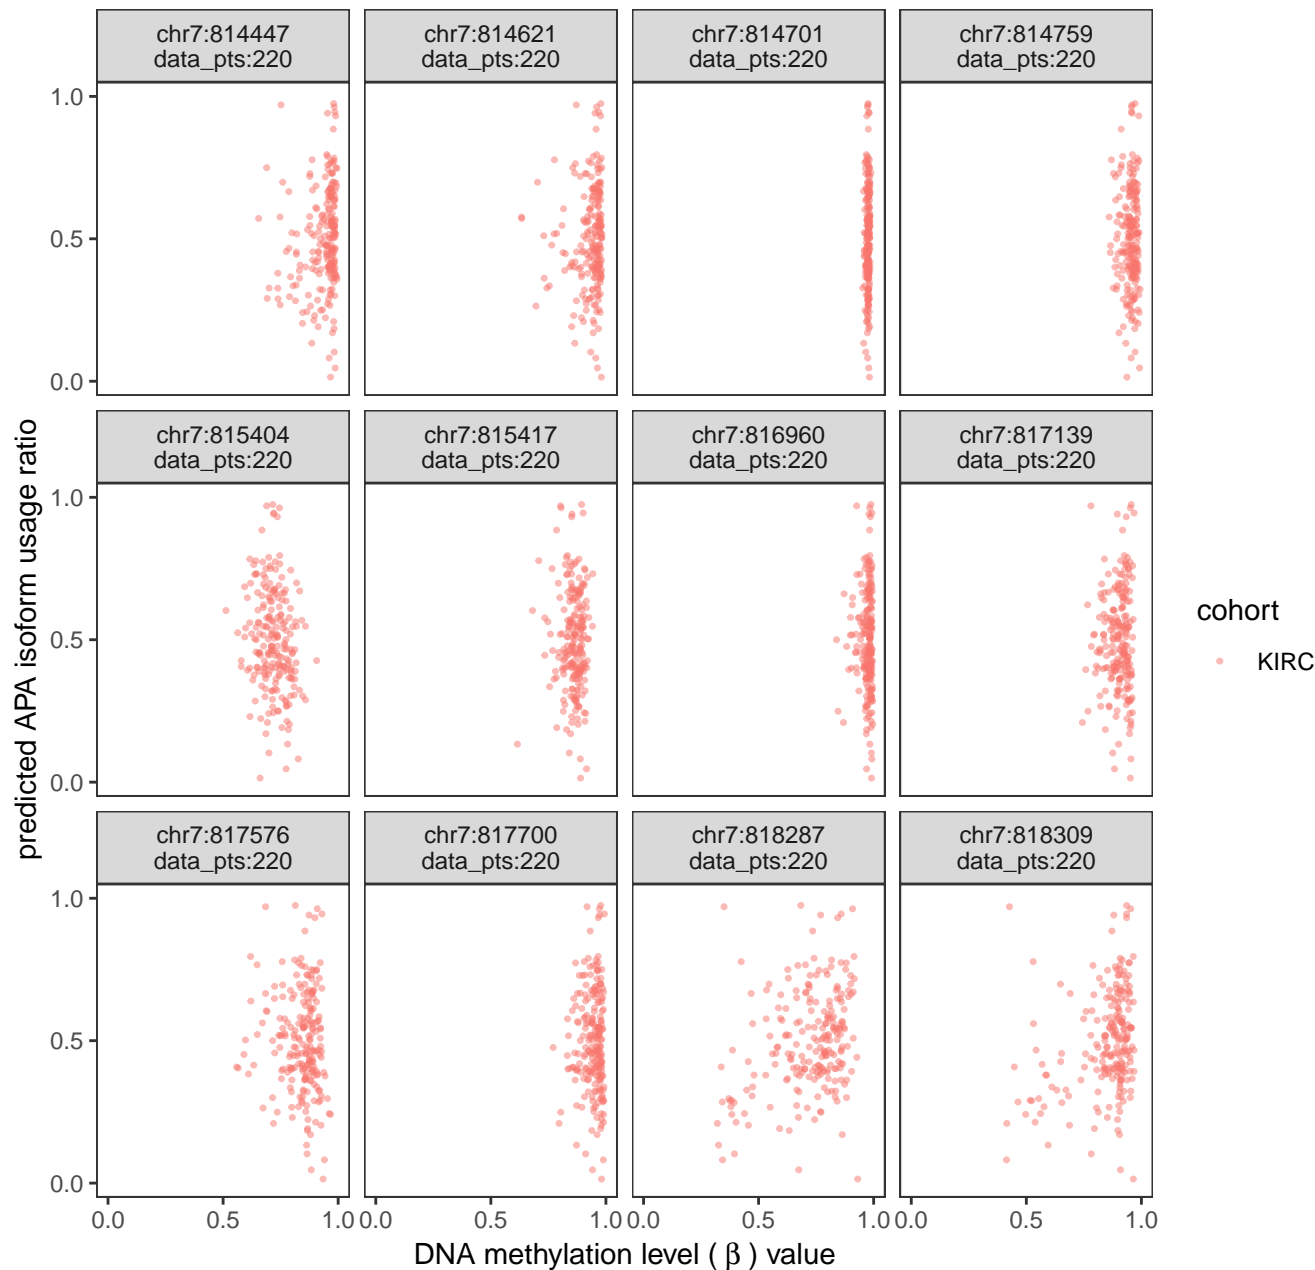 chr7:814447
data_pts:220
chr7:814621
data_pts:220
chr7:814701
data_pts:220
chr7:814759
data_pts:220
1.0
0.5
0.0
chr7:815404
data_pts:220
chr7:815417
data_pts:220
chr7:816960
data_pts:220
chr7:817139
data_pts:220
1.0
0.5
0.0
chr7:817576
data_pts:220
chr7:817700
data_pts:220
chr7:818287
data_pts:220
chr7:818309
data_pts:220
1.0
0.5
0.0
0.0 0.5 1.0
0.0 0.5 1.0
0.0 0.5 1.0
0.0 0.5 1.0
DNA methylation level ( β ) value
predicted APA isoform usage ratio
cohort
KIRC